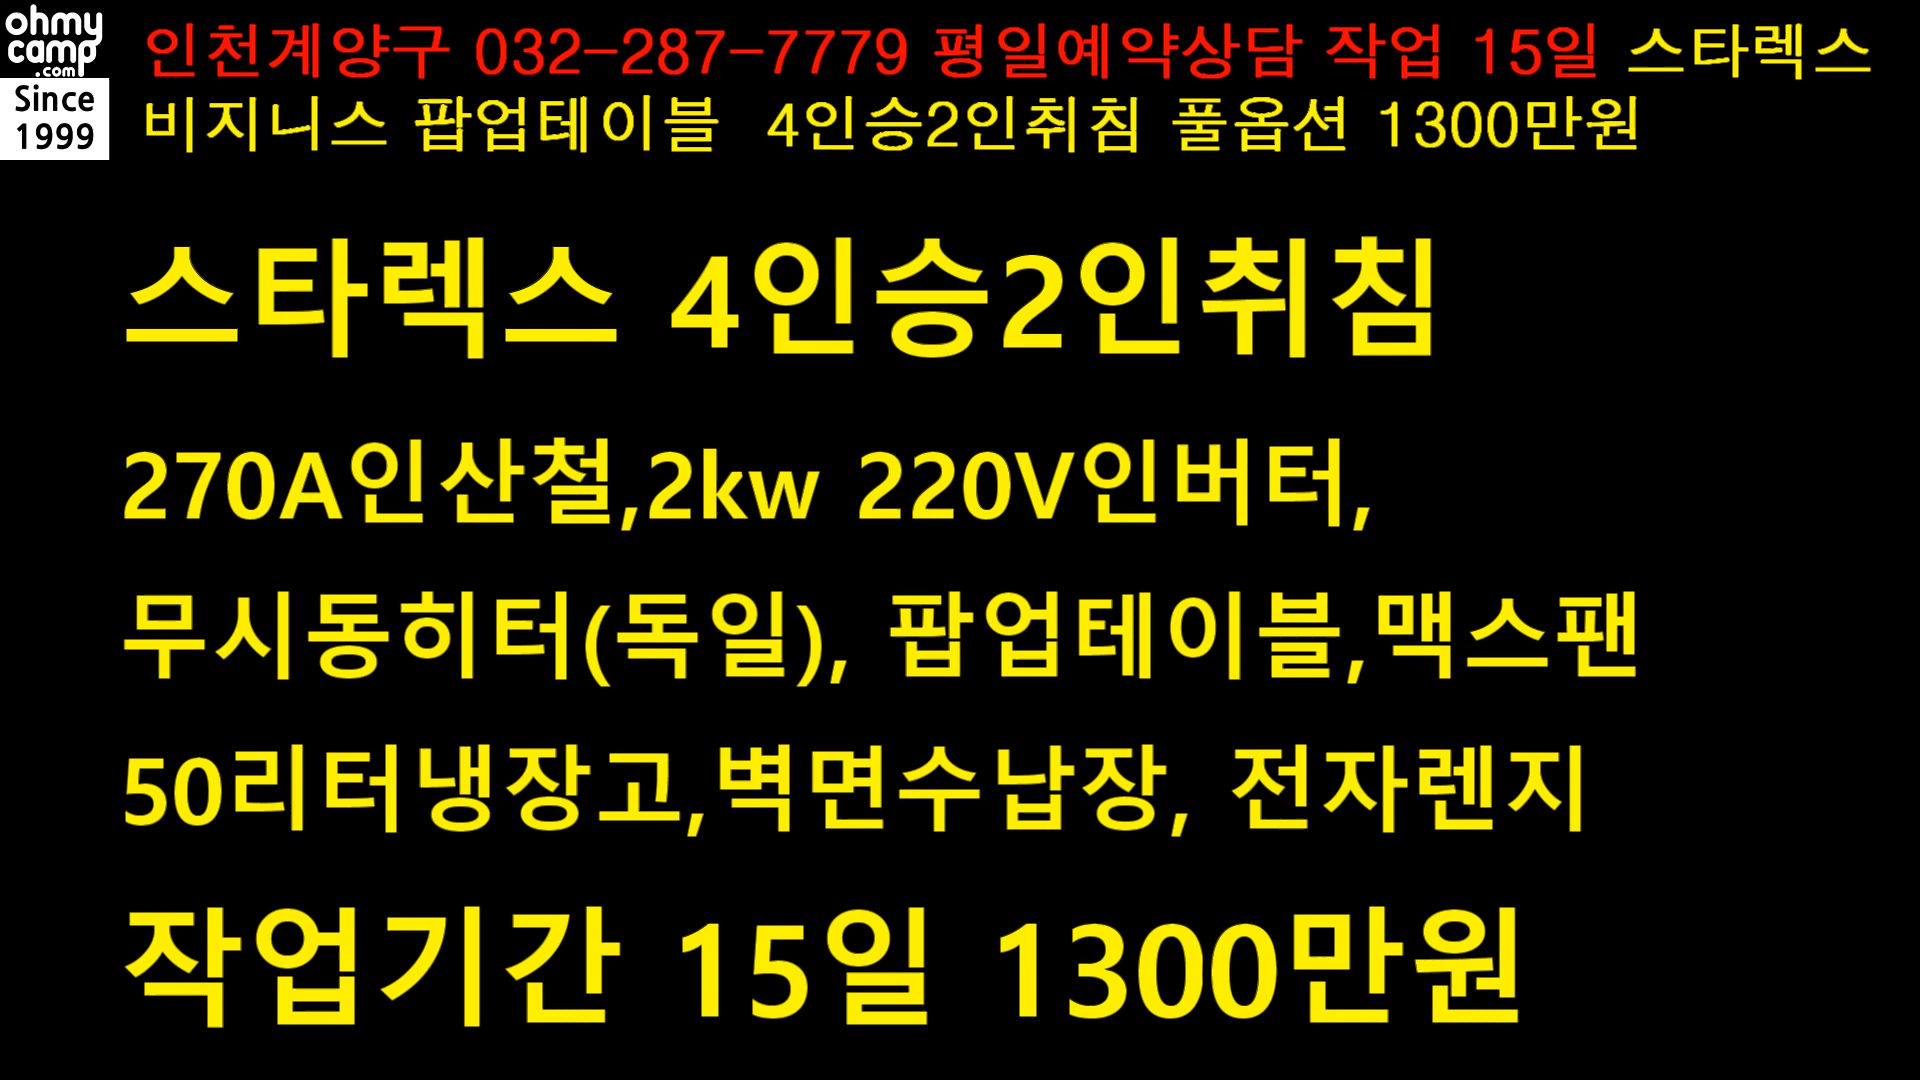 ohmy
camp
.com
Since
1999
인천계양구 032-287-7779 평일예약상담 작업 15일 스타렉스
비지니스 팝업테이블 4인승2인취침 풀옵션 1300만원
스타렉스 4인승2인취침
270A인산철,2kw 220V인버터,
무시동히터(독일), 팝업테이블,맥스팬
50리터냉장고,벽면수납장, 전자렌지
작업기간 15일 1300만원